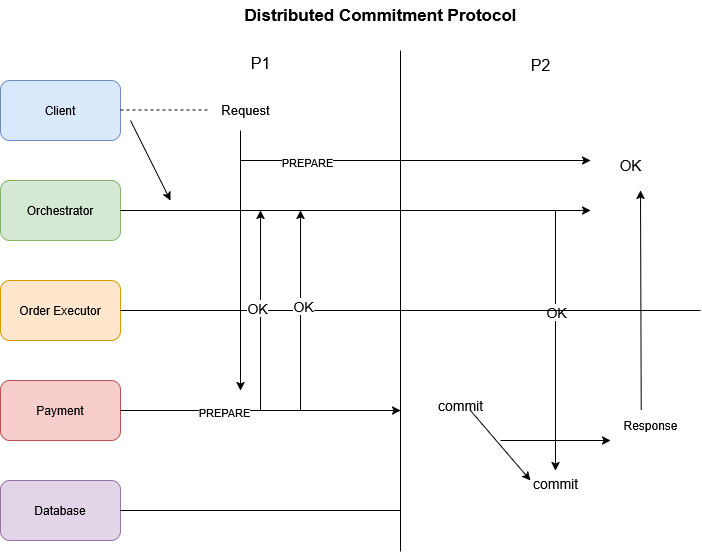 Distributed Commitment Protocol
P1
P2
Client
Request
PREPARE
OK
Orchestrator
Order Executor
OK
OK
OK
Payment
PREPARE
commit
Response
commit
Database